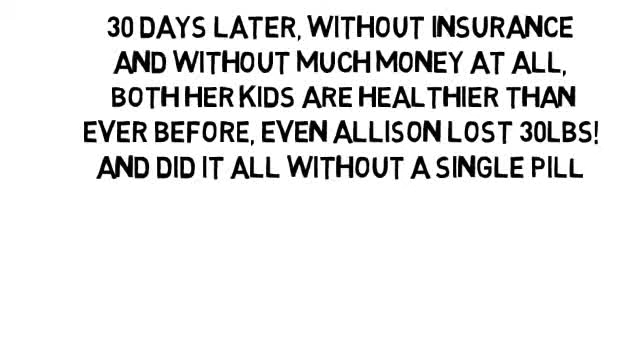 30 DAYS LATER, WITHOUT INSURANCE
AND WITHOUT MUCH MONEY AT ALL,
BOTH HER KIDS ARE HEALTHIER THAN
EVER BEFORE, EVEN ALLISON LOST 30LBS!
AND DID IT ALL WITHOUT A SINGLE PILL